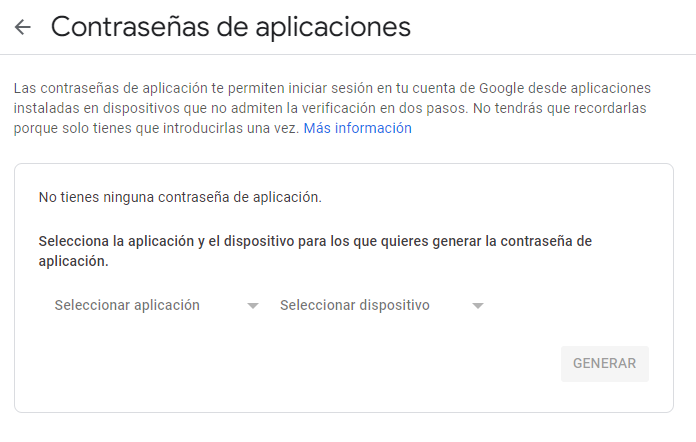 Contraseñas de aplicaciones
Las contraseñas de aplicación te permiten iniciar sesión en tu cuenta de Google desde aplicaciones
instaladas en dispositivos que no admiten la verificación en dos pasos. No tendrás que recordarlas
porque solo tienes que introducirlas una vez. Más información
No tienes ninguna contraseña de aplicación.
Selecciona la aplicación y el dispositivo para los que quieres generar la contraseña de
aplicación.
Seleccionar aplicación Seleccionar dispositivo
GENERAR